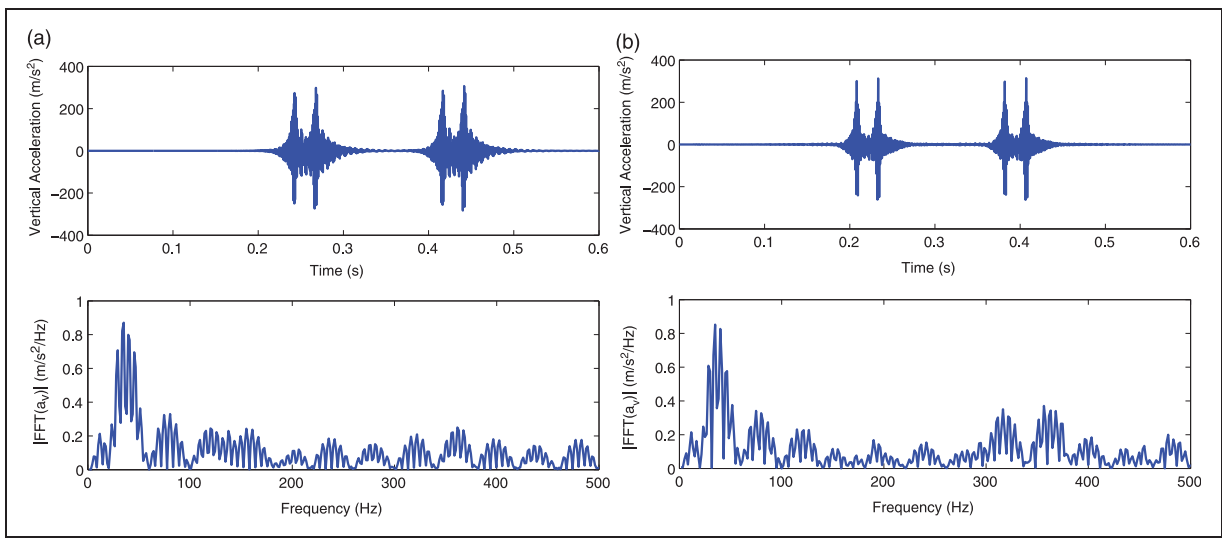 (a)
Vertical Acceleration (m/s²)
400
200
0
−200
−400
0 0.1 0.2 0.3 0.4 0.5 0.6
Time (s)
|FFT(aᵥ)| (m/s²/Hz)
1
0.8
0.6
0.4
0.2
0
0 100 200 300 400 500
Frequency (Hz)
(b)
Vertical Acceleration (m/s²)
400
200
0
−200
−400
0 0.1 0.2 0.3 0.4 0.5 0.6
Time (s)
|FFT(aᵥ)| (m/s²/Hz)
1
0.8
0.6
0.4
0.2
0
0 100 200 300 400 500
Frequency (Hz)